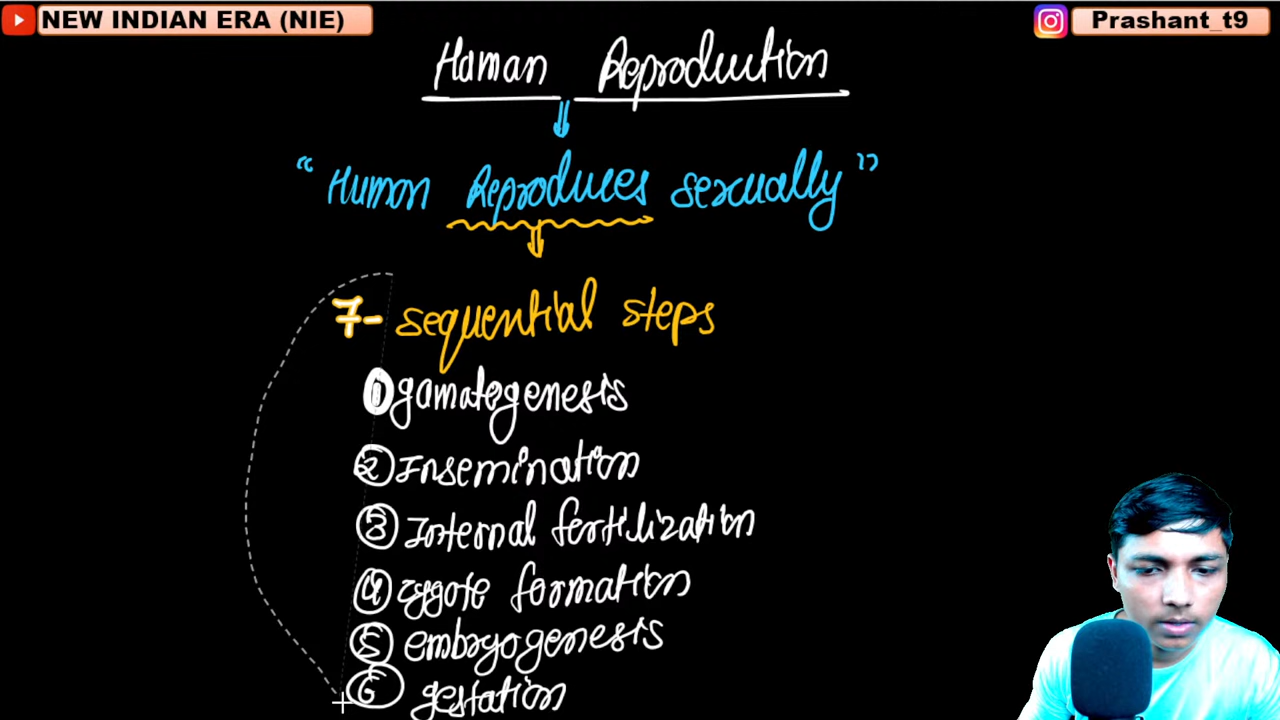 NEW INDIAN ERA (NIE)
Prashant_t9
Human Reproduction
"Human Reproduces sexually"
7- sequential steps
① gamatogenesis
② Insemination
③ Internal fertilization
④ zygote formation
⑤ embryogenesis
⑥ gestation